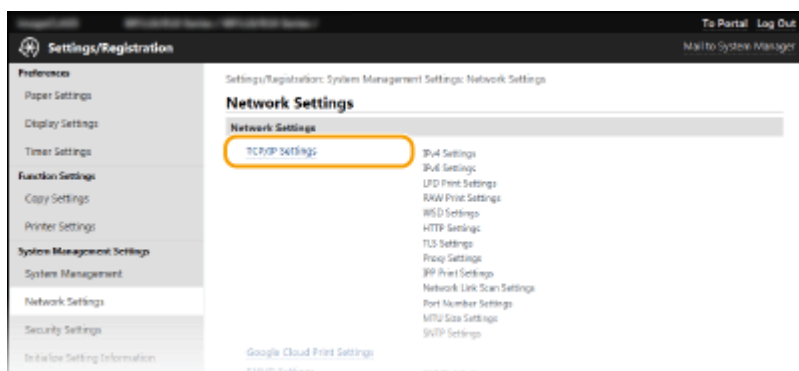 To Portal Log Out
Settings/Registration
Mail to System Manager
Preferences
Paper Settings
Display Settings
Timer Settings
Function Settings
Copy Settings
Printer Settings
System Management Settings
System Management
Network Settings
Security Settings
Initialize Setting Information
Settings/Registration: System Management Settings: Network Settings
Network Settings
Network Settings
TCP/IP Settings
IPv4 Settings
IPv6 Settings
LPD Print Settings
RAW Print Settings
WSD Settings
HTTP Settings
TLS Settings
Proxy Settings
IPP Print Settings
Network Link Scan Settings
Port Number Settings
MTU Size Settings
SNTP Settings
Google Cloud Print Settings